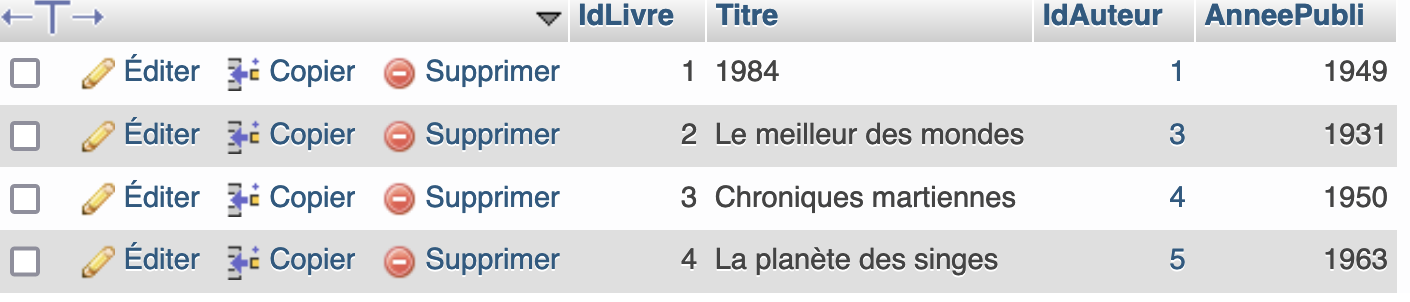 IdLivre Titre IdAuteur AnneePubli
Éditer Copier Supprimer 1 1984 1 1949
Éditer Copier Supprimer 2 Le meilleur des mondes 3 1931
Éditer Copier Supprimer 3 Chroniques martiennes 4 1950
Éditer Copier Supprimer 4 La planète des singes 5 1963